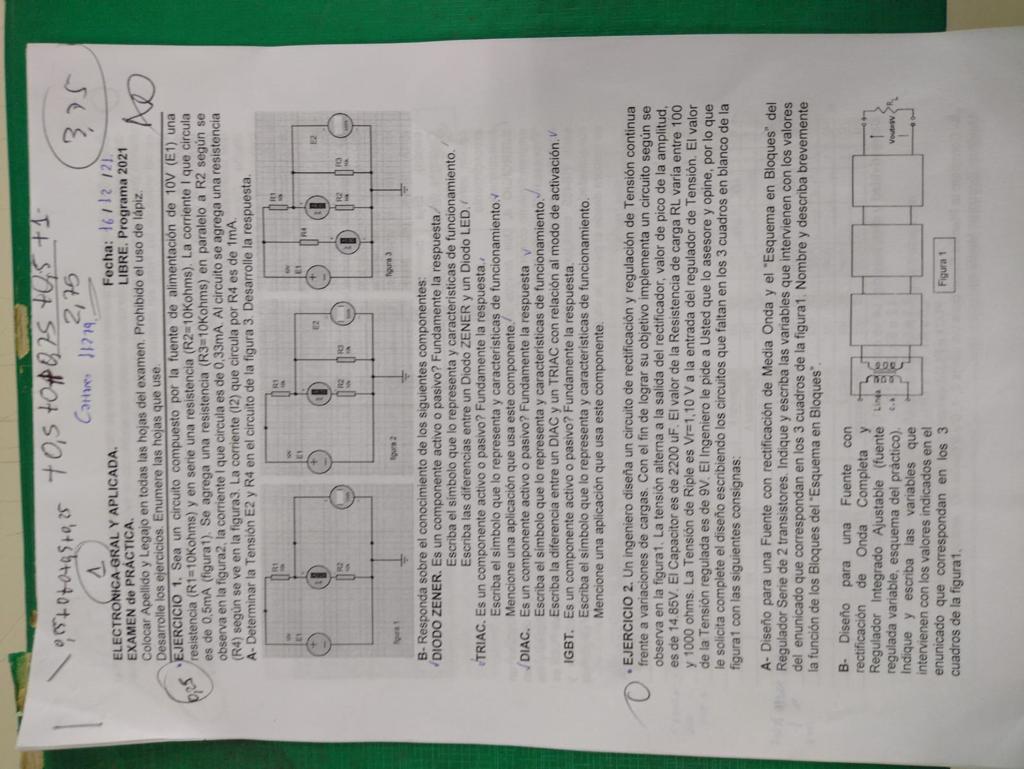 +0,5+0+0,75+0,5+1-
0,25+0+0+0,5+0,25
2,75
3,75
1
ELECTRONICA GRAL Y APLICADA.
Fecha: 16/12/21
EXAMEN de PRÁCTICA.
LIBRE. Programa 2021
Colocar Apellido y Legajo en todas las hojas del examen. Prohibido el uso de lápiz.
Desarrolle los ejercicios. Enumere las hojas que use.
0,25
• EJERCICIO 1. Sea un circuito compuesto por la fuente de alimentación de 10V (E1) una
resistencia (R1=10Kohms) y en serie una resistencia (R2=10Kohms). La corriente I que circula
es de 0,5mA (figura1). Se agrega una resistencia (R3=10Kohms) en paralelo a R2 según se
observa en la figura2, la corriente I que circula es de 0,33mA. Al circuito se agrega una resistencia
(R4) según se ve en la figura3. La corriente (I2) que circula por R4 es de 1mA.
A- Determinar la Tensión E2 y R4 en el circuito de la figura 3. Desarrolle la respuesta.
R1
E1
R2
figura 1
R1
E1
E2
R2 R3
figura 2
R1
E1
R4
E2
R2 R3
figura 3
B- Responda sobre el conocimiento de los siguientes componentes:
DIODO ZENER. Es un componente activo o pasivo? Fundamente la respuesta.
Escriba el símbolo que lo representa y características de funcionamiento.
Escriba las diferencias entre un Diodo ZENER y un Diodo LED.
TRIAC. Es un componente activo o pasivo? Fundamente la respuesta.
Escriba el símbolo que lo representa y características de funcionamiento.
Mencione una aplicación que usa este componente.
DIAC. Es un componente activo o pasivo? Fundamente la respuesta
Escriba el símbolo que lo representa y características de funcionamiento.
Escriba la diferencia entre un DIAC y un TRIAC con relación al modo de activación.
IGBT. Es un componente activo o pasivo? Fundamente la respuesta.
Escriba el símbolo que lo representa y características de funcionamiento.
Mencione una aplicación que usa este componente.
0
• EJERCICIO 2. Un ingeniero diseña un circuito de rectificación y regulación de Tensión continua
frente a variaciones de cargas. Con el fin de lograr su objetivo implementa un circuito según se
observa en la figura1. La tensión alterna a la salida del rectificador, valor de pico de la amplitud,
es de 14.85V. El Capacitor es de 2200 uF. El valor de la Resistencia de carga RL varía entre 100
y 1000 ohms. La Tensión de Riple es Vr=1,10 V a la entrada del regulador de Tensión. El valor
de la Tensión regulada es de 9V. El Ingeniero le pide a Usted que lo asesore y opine, por lo que
le solicita complete el diseño escribiendo los circuitos que faltan en los 3 cuadros en blanco de la
figura1 con las siguientes consignas:
A- Diseño para una Fuente con rectificación de Media Onda y el "Esquema en Bloques" del
Regulador Serie de 2 transistores. Indique y escriba las variables que intervienen con los valores
del enunicado que correspondan en los 3 cuadros de la figura1. Nombre y describa brevemente
la función de los Bloques del "Esquema en Bloques".
B- Diseño para una Fuente con
rectificación de Onda Completa y
Regulador Integrado Ajustable (fuente
regulada variable, esquema del práctico).
Indique y escriba las variables que
intervienen con los valores indicados en el
enunicado que correspondan en los 3
cuadros de la figura1.
Linea
C.A
Vout=9V
RL
Figura 1